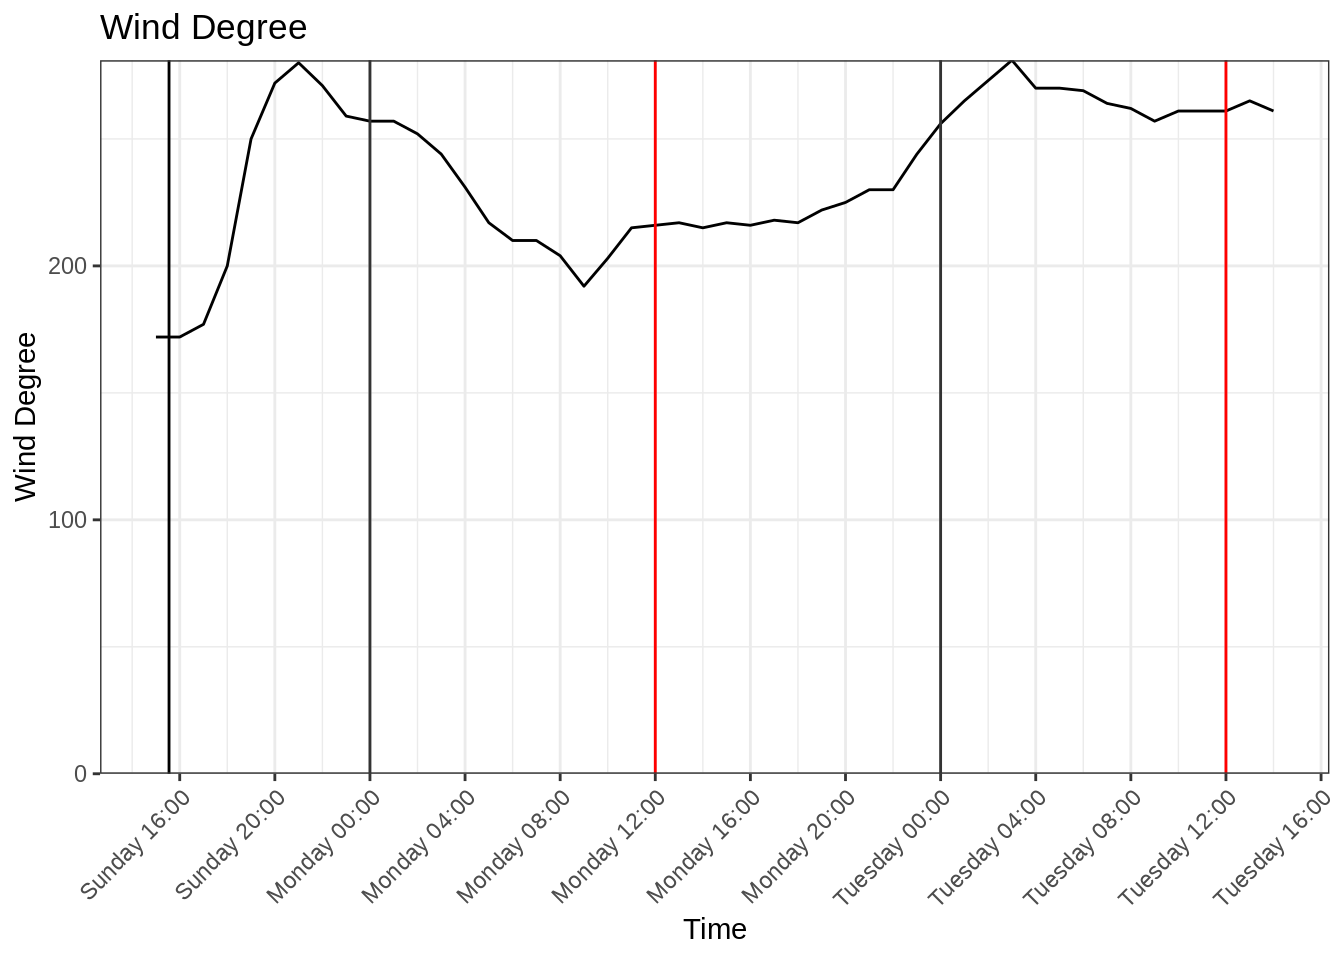 Wind Degree
Wind Degree
200
100
0
Sunday 16:00
Sunday 20:00
Monday 00:00
Monday 04:00
Monday 08:00
Monday 12:00
Monday 16:00
Monday 20:00
Tuesday 00:00
Tuesday 04:00
Tuesday 08:00
Tuesday 12:00
Tuesday 16:00
Time